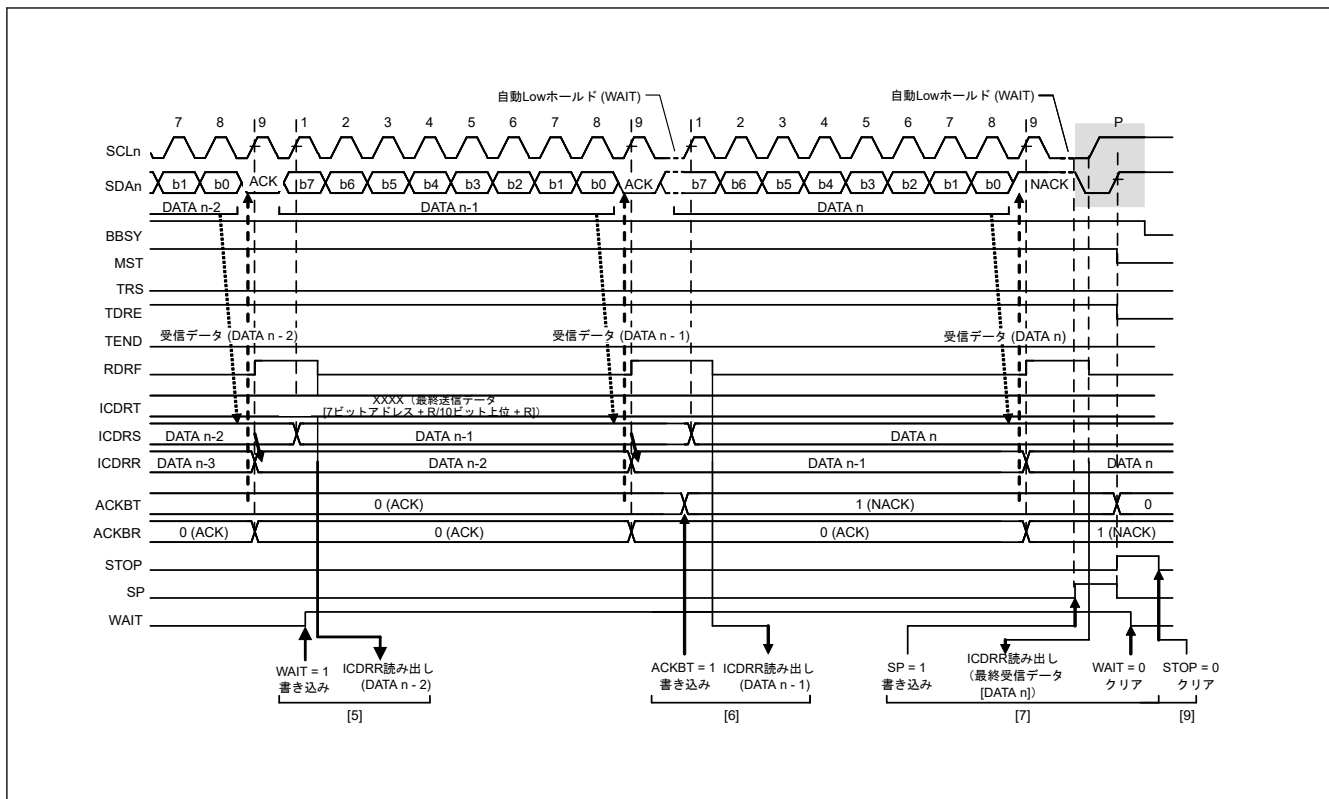 自動Lowホールド (WAIT)
自動Lowホールド (WAIT)
7 8 9 1 2 3 4 5 6 7 8 9 1 2 3 4 5 6 7 8 9 P
SCLn
SDAn b1 b0 ACK b7 b6 b5 b4 b3 b2 b1 b0 ACK b7 b6 b5 b4 b3 b2 b1 b0 NACK
DATA n-2 DATA n-1 DATA n
BBSY
MST
TRS
TDRE
TEND
受信データ (DATA n - 2) 受信データ (DATA n - 1) 受信データ (DATA n)
RDRF
XXXX（最終送信データ
ICDRT
[7ビットアドレス + R/10ビット上位 + R]）
ICDRS DATA n-2 DATA n-1 DATA n
ICDRR DATA n-3 DATA n-2 DATA n-1 DATA n
ACKBT 0 (ACK) 1 (NACK) 0
ACKBR 0 (ACK) 0 (ACK) 0 (ACK) 1 (NACK)
STOP
SP
WAIT
WAIT = 1
書き込み
ICDRR読み出し
(DATA n - 2)
[5]
ACKBT = 1
書き込み
ICDRR読み出し
(DATA n - 1)
[6]
SP = 1
書き込み
ICDRR読み出し
（最終受信データ
[DATA n]）
WAIT = 0
クリア
[7]
STOP = 0
クリア
[9]